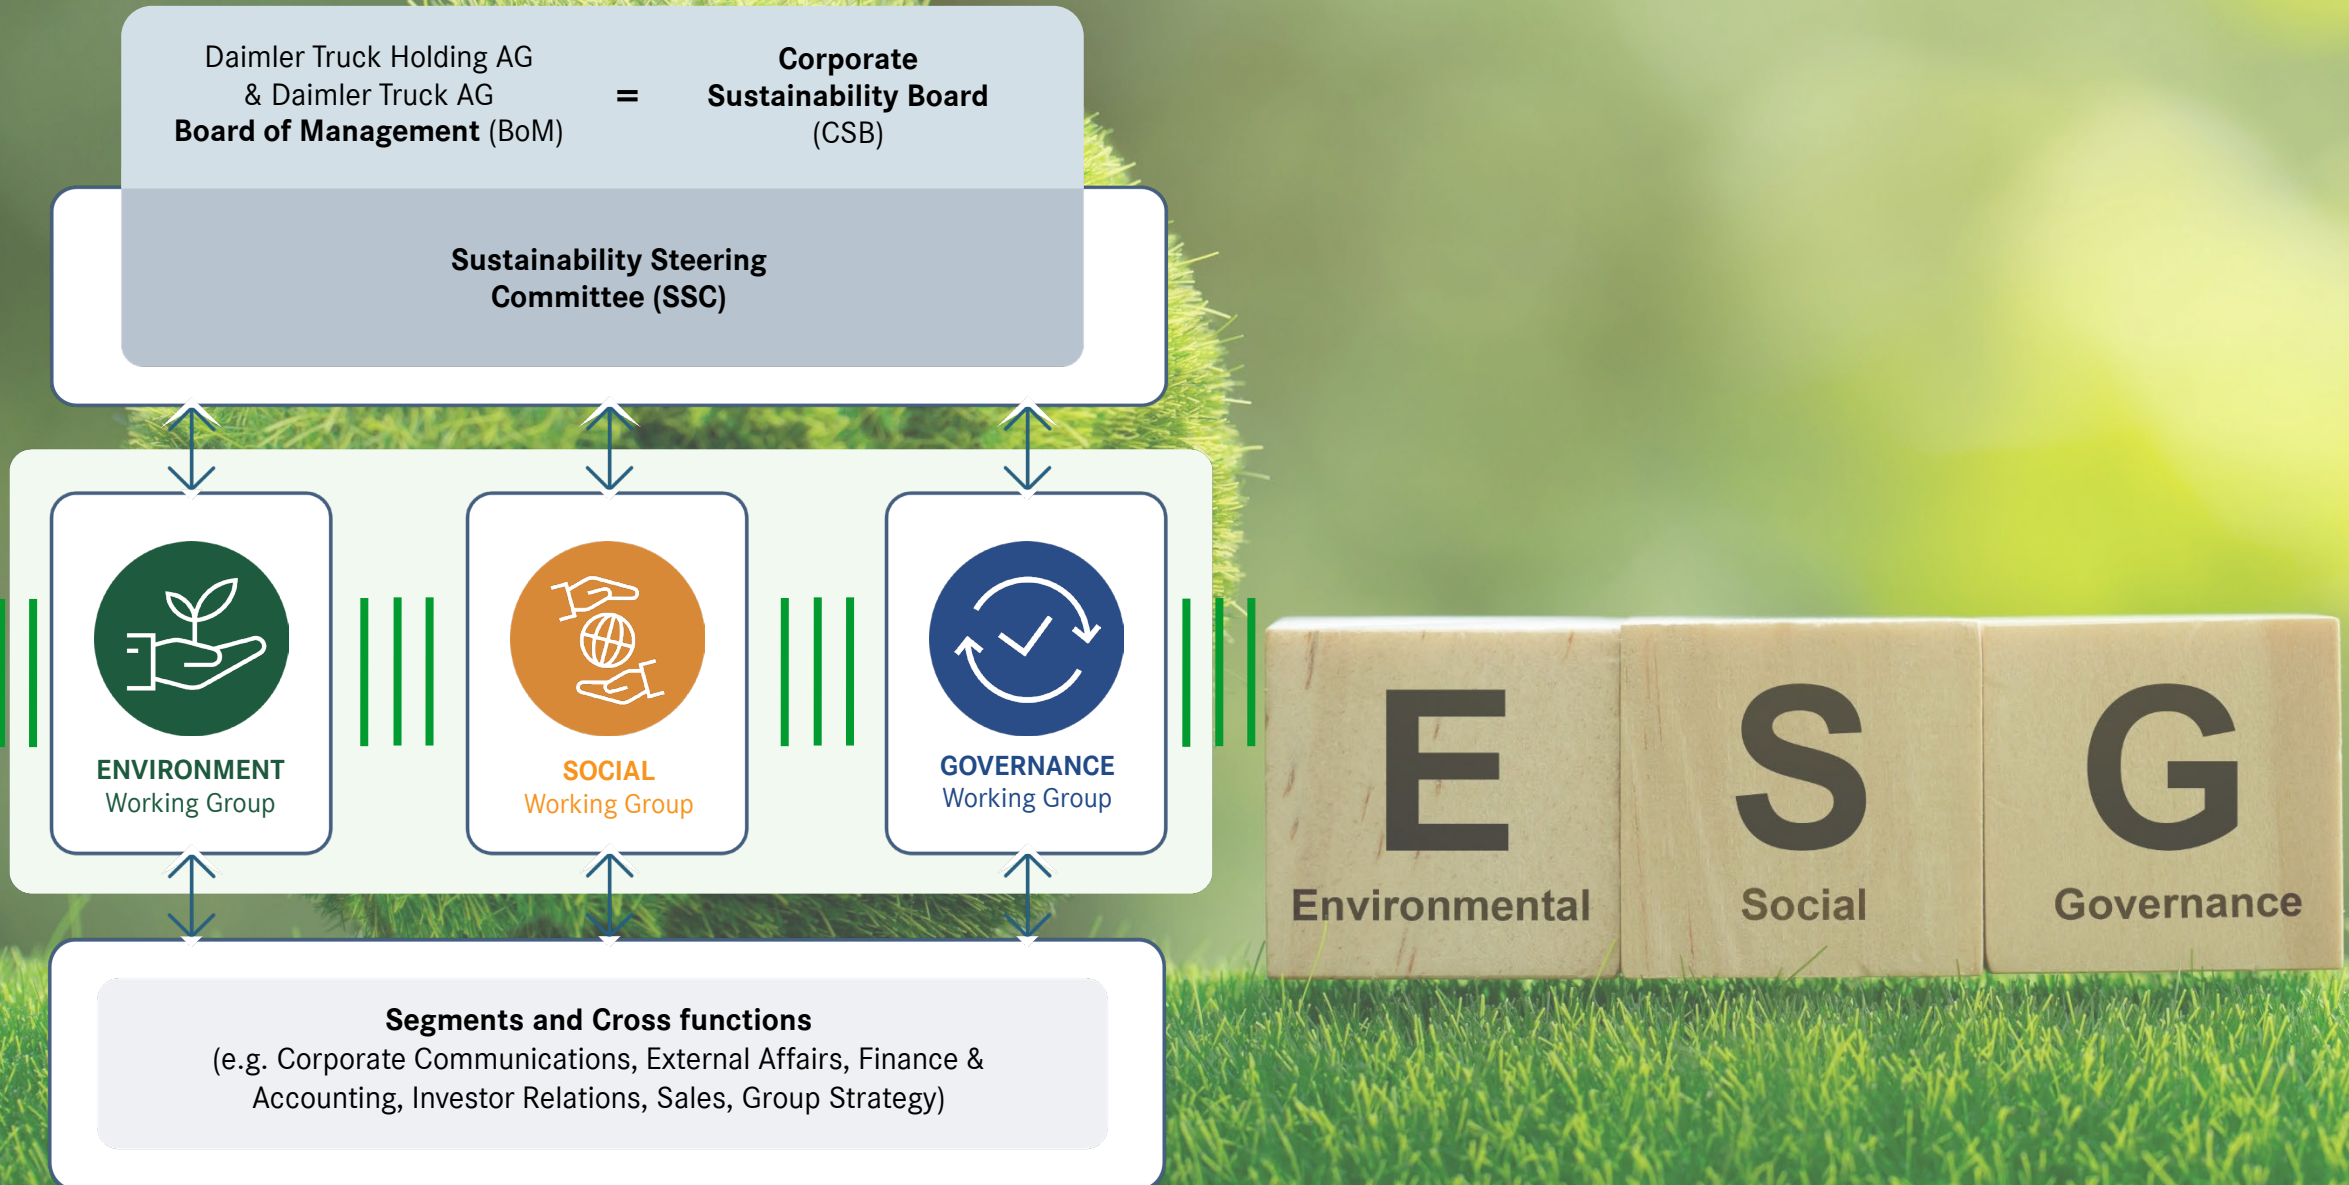 Daimler Truck Holding AG
& Daimler Truck AG
Board of Management (BoM)
=
Corporate
Sustainability Board
(CSB)
Sustainability Steering
Committee (SSC)
ENVIRONMENT
Working Group
SOCIAL
Working Group
GOVERNANCE
Working Group
Segments and Cross functions
(e.g. Corporate Communications, External Affairs, Finance &
Accounting, Investor Relations, Sales, Group Strategy)
E
Environmental
S
Social
G
Governance